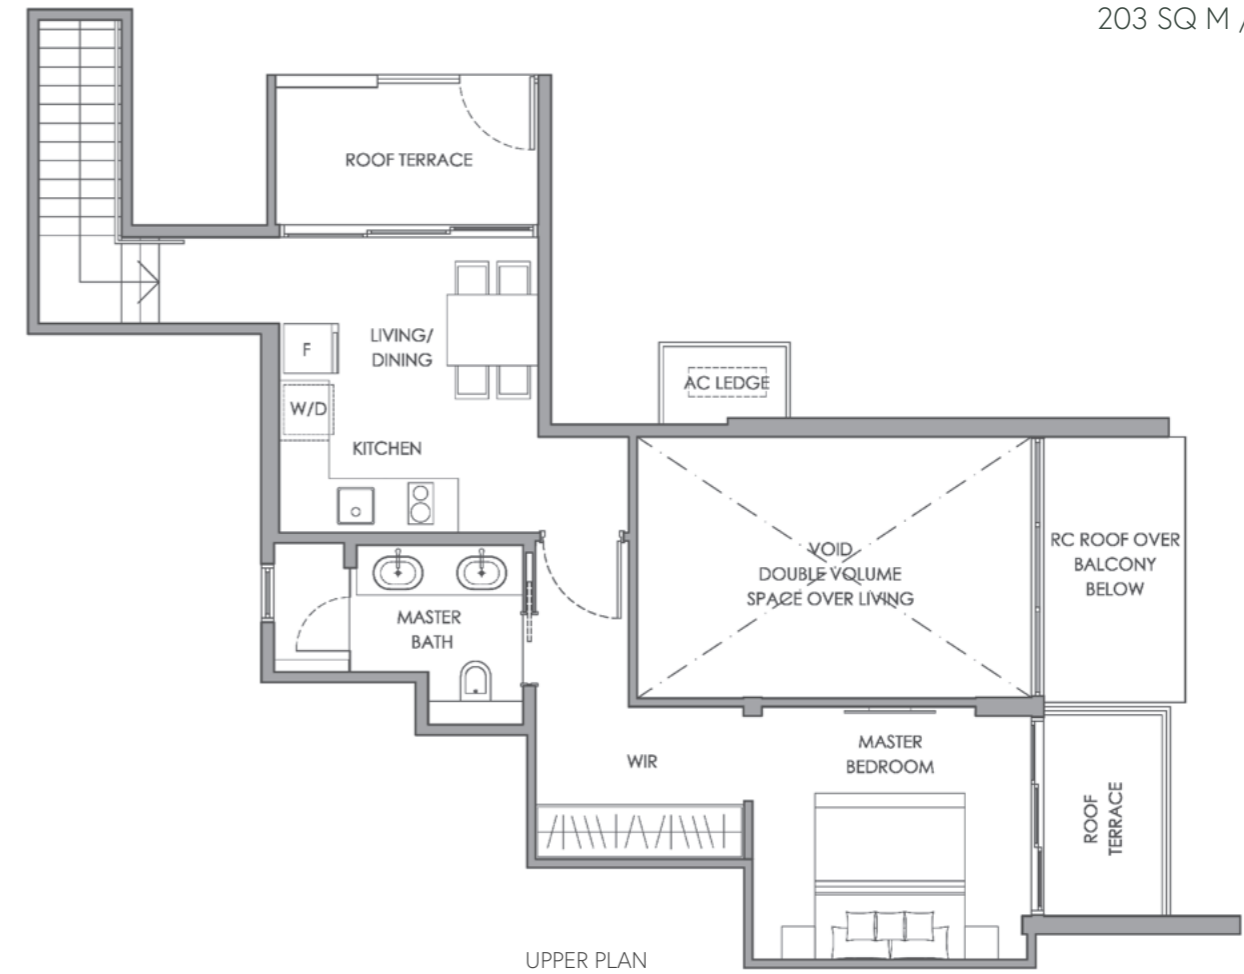 203 SQ M /
ROOF TERRACE
LIVING/
DINING
F
AC LEDGE
W/D
KITCHEN
VOID
DOUBLE VOLUME
SPACE OVER LIVING
RC ROOF OVER
BALCONY
BELOW
MASTER
BATH
WIR
MASTER
BEDROOM
ROOF
TERRACE
UPPER PLAN